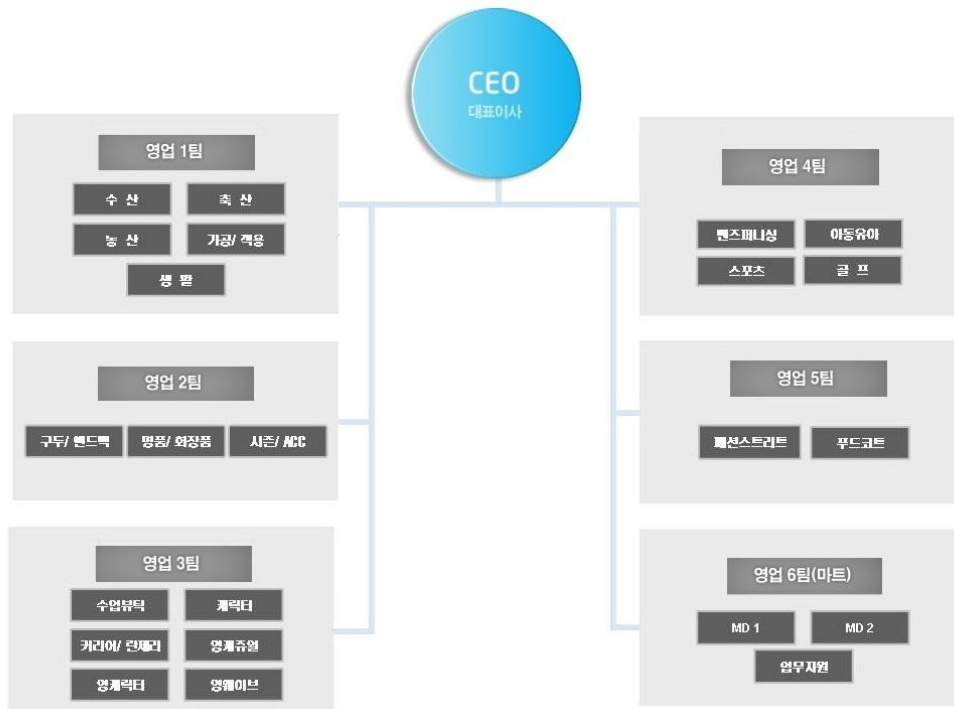 CEO
대표이사
영업 1팀
수 산
축 산
농 산
가공/ 객용
생 활
영업 2팀
구두/ 핸드백
명품/ 화장품
시즌/ ACC
영업 3팀
수입뷰틱
캐릭터
커리어/ 란제리
영캐쥬얼
영캐릭터
영웨이브
영업 4팀
맨즈퍼니싱
아동유아
스포츠
골 프
영업 5팀
패션스트리트
푸드코트
영업 6팀(마트)
MD 1
MD 2
업무지원